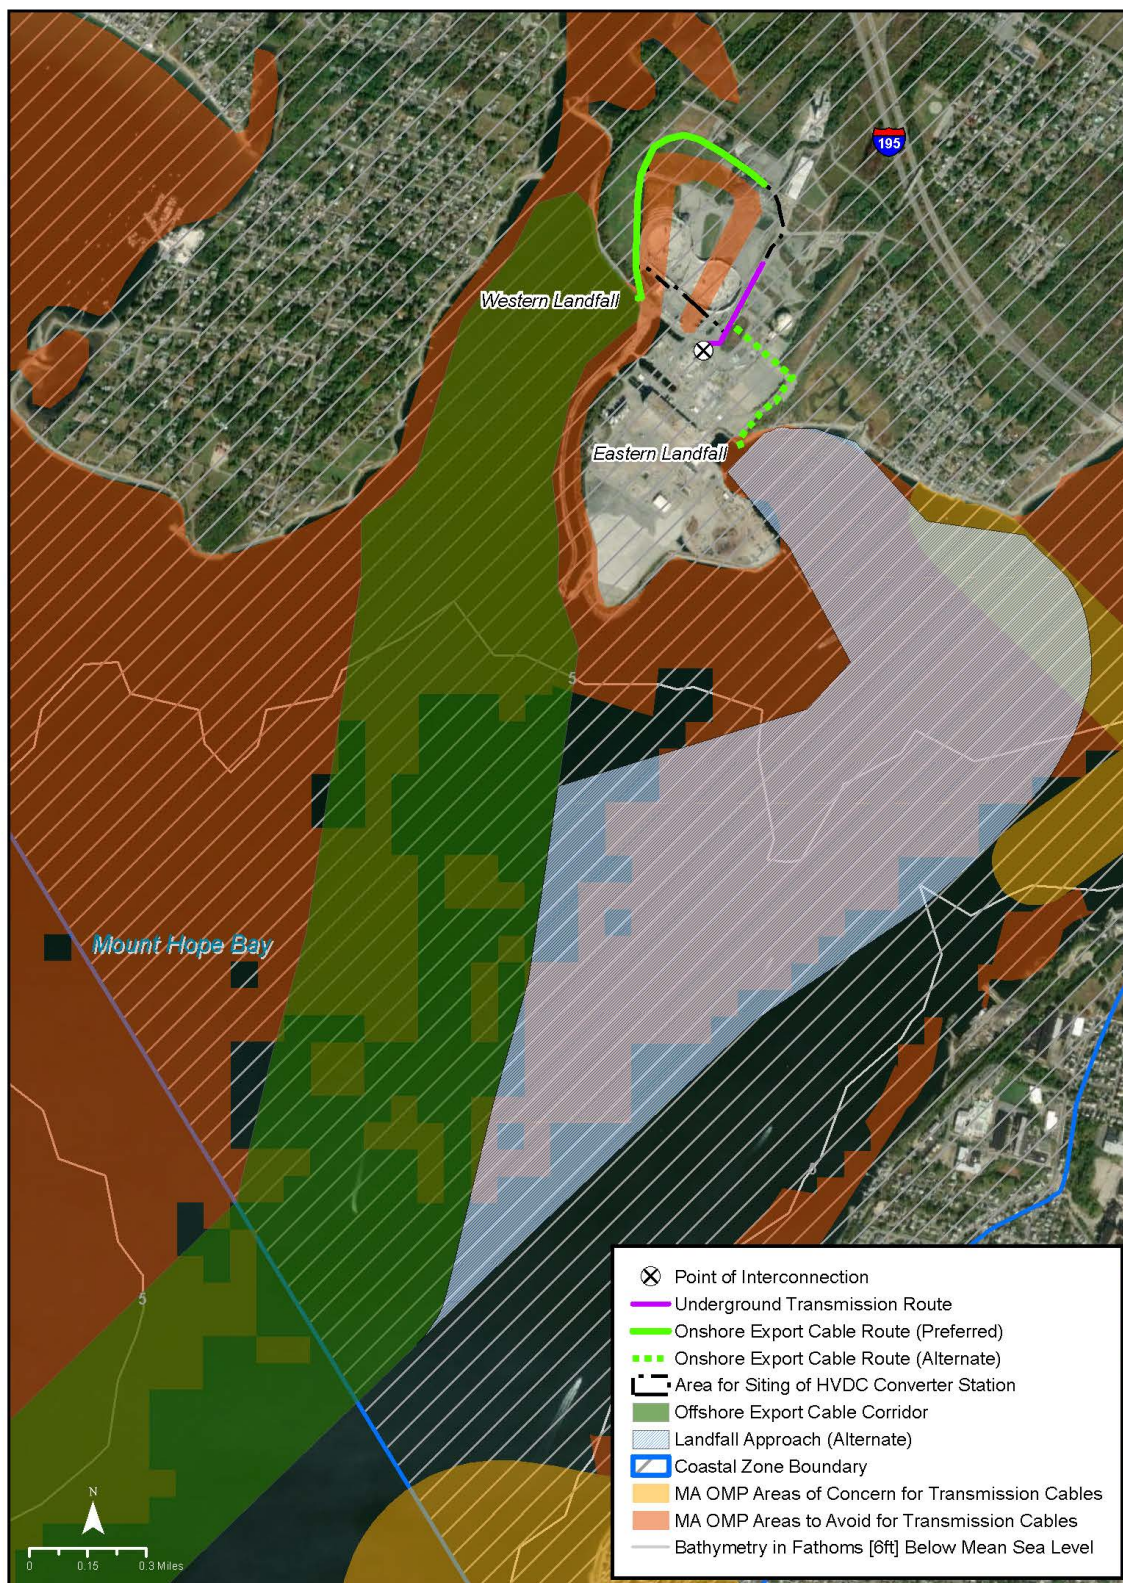 195
Western Landfall
Eastern Landfall
5
Mount Hope Bay
5
5
Point of Interconnection
Underground Transmission Route
Onshore Export Cable Route (Preferred)
Onshore Export Cable Route (Alternate)
Area for Siting of HVDC Converter Station
Offshore Export Cable Corridor
Landfall Approach (Alternate)
Coastal Zone Boundary
MA OMP Areas of Concern for Transmission Cables
MA OMP Areas to Avoid for Transmission Cables
Bathymetry in Fathoms [6ft] Below Mean Sea Level
N
0 0.15 0.3 Miles